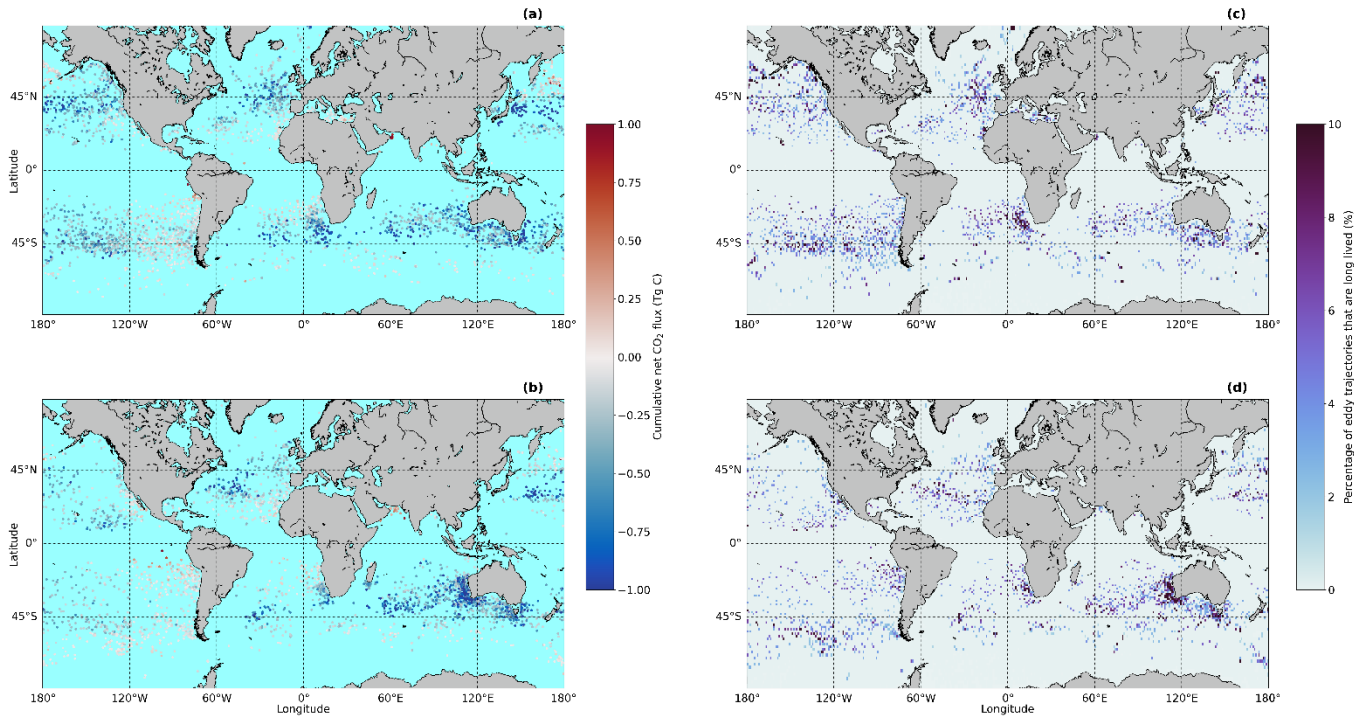 (a)
45°N
0°
45°S
Latitude
180° 120°W 60°W 0° 60°E 120°E 180°
(c)
45°N
0°
45°S
180° 120°W 60°W 0° 60°E 120°E 180°
1.00
0.75
0.50
0.25
0.00
−0.25
−0.50
−0.75
−1.00
Cumulative net CO₂ flux (Tg C)
10
8
6
4
2
0
Percentage of eddy trajectories that are long lived (%)
(b)
45°N
0°
45°S
Latitude
180° 120°W 60°W 0° 60°E 120°E 180°
Longitude
(d)
45°N
0°
45°S
180° 120°W 60°W 0° 60°E 120°E 180°
Longitude